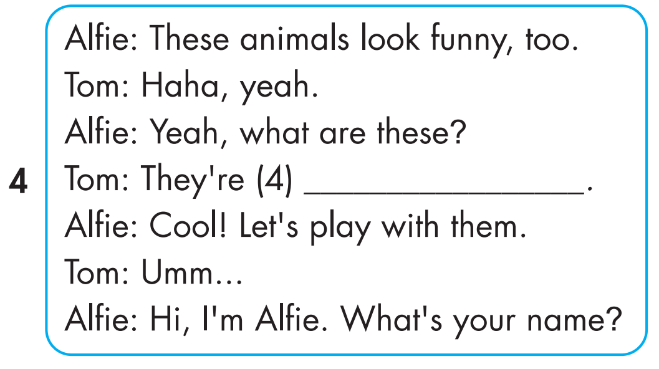 Alfie: These animals look funny, too.
Tom: Haha, yeah.
Alfie: Yeah, what are these?
4 Tom: They're (4) ____________________.
Alfie: Cool! Let's play with them.
Tom: Umm...
Alfie: Hi, I'm Alfie. What's your name?